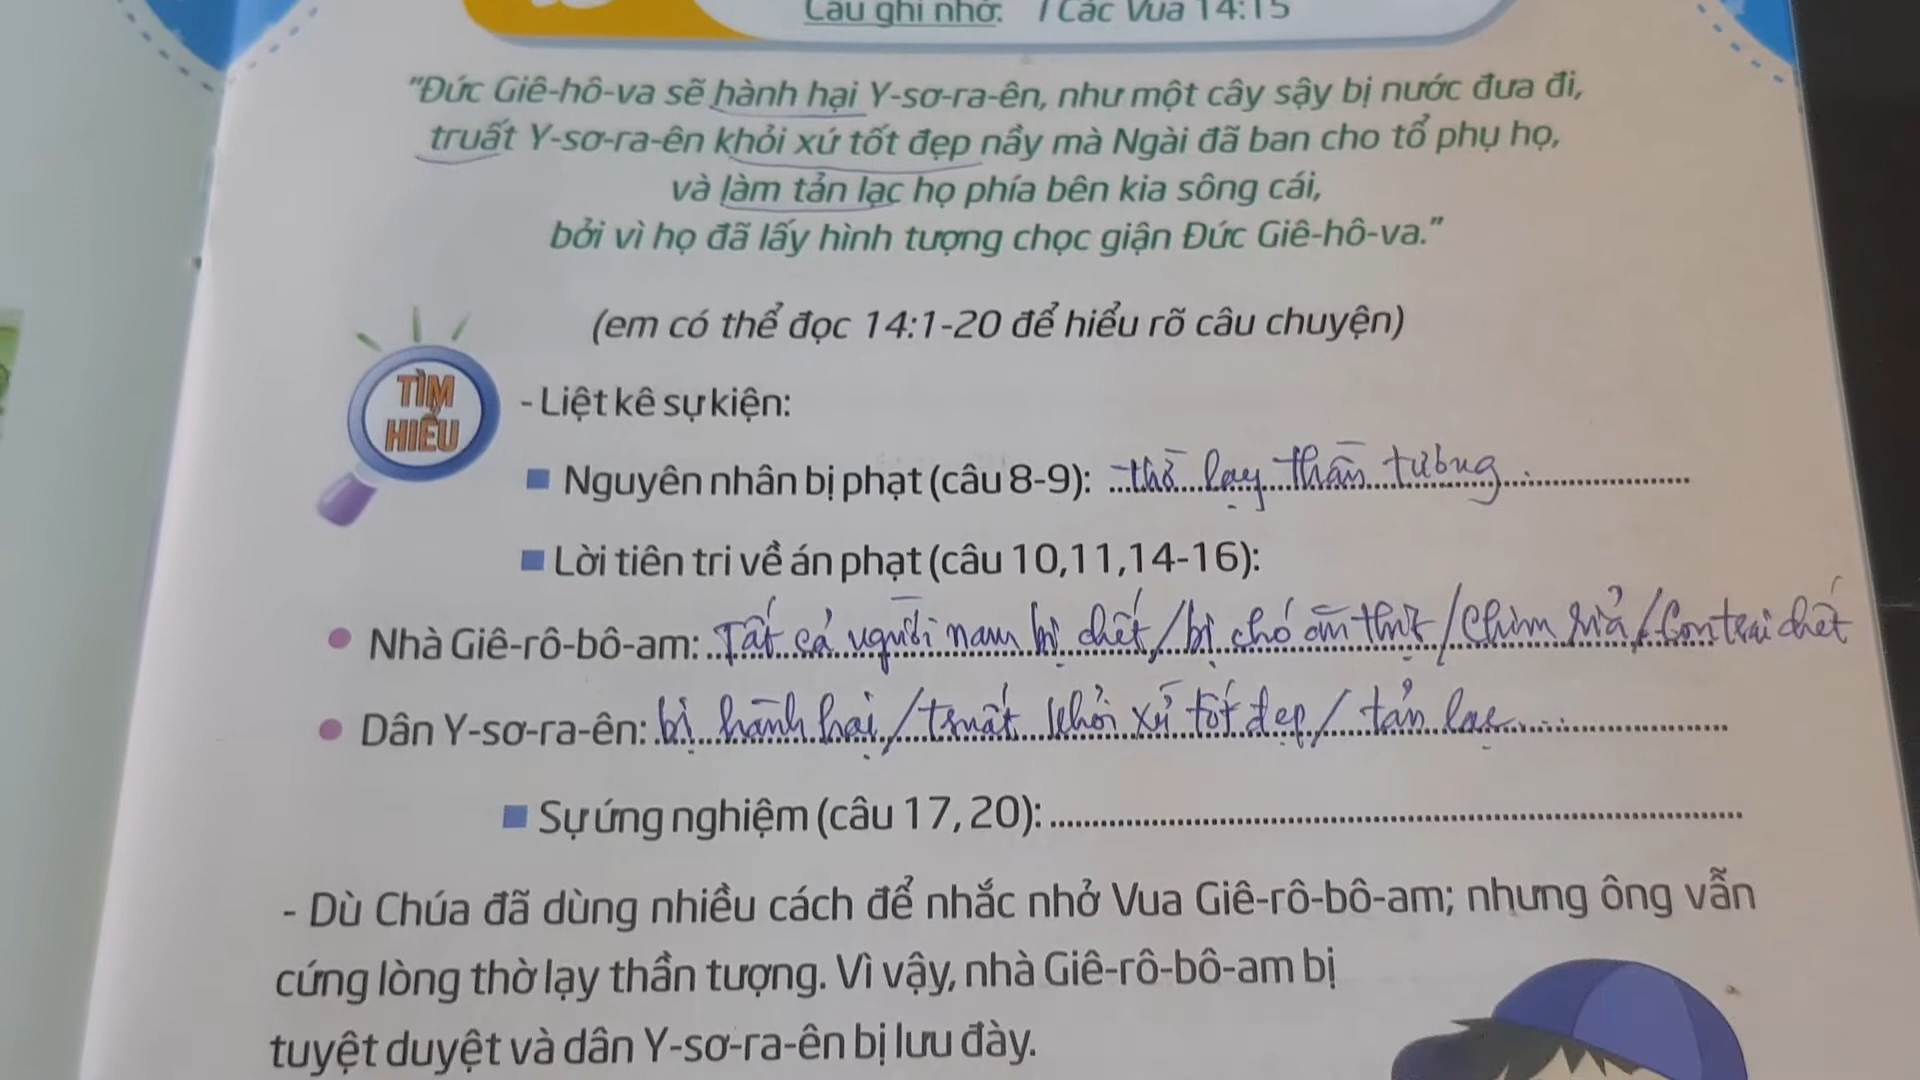 Câu ghi nhớ: I Các Vua 14:15
"Đức Giê-hô-va sẽ hành hại Y-sơ-ra-ên, như một cây sậy bị nước đưa đi,
truất Y-sơ-ra-ên khỏi xứ tốt đẹp nầy mà Ngài đã ban cho tổ phụ họ,
và làm tản lạc họ phía bên kia sông cái,
bởi vì họ đã lấy hình tượng chọc giận Đức Giê-hô-va."
(em có thể đọc 14:1-20 để hiểu rõ câu chuyện)
TÌM
HIỂU
- Liệt kê sự kiện:
Nguyên nhân bị phạt (câu 8-9): thờ lạy thần tượng
Lời tiên tri về án phạt (câu 10,11,14-16):
Nhà Giê-rô-bô-am: Tất cả người nam bị chết/bị chó ăn thịt/chim rỉa/con trai chết
Dân Y-sơ-ra-ên: bị hành hại/truất khỏi xứ tốt đẹp/tản lạc
Sự ứng nghiệm (câu 17, 20):
- Dù Chúa đã dùng nhiều cách để nhắc nhở Vua Giê-rô-bô-am; nhưng ông vẫn
cứng lòng thờ lạy thần tượng. Vì vậy, nhà Giê-rô-bô-am bị
tuyệt duyệt và dân Y-sơ-ra-ên bị lưu đày.